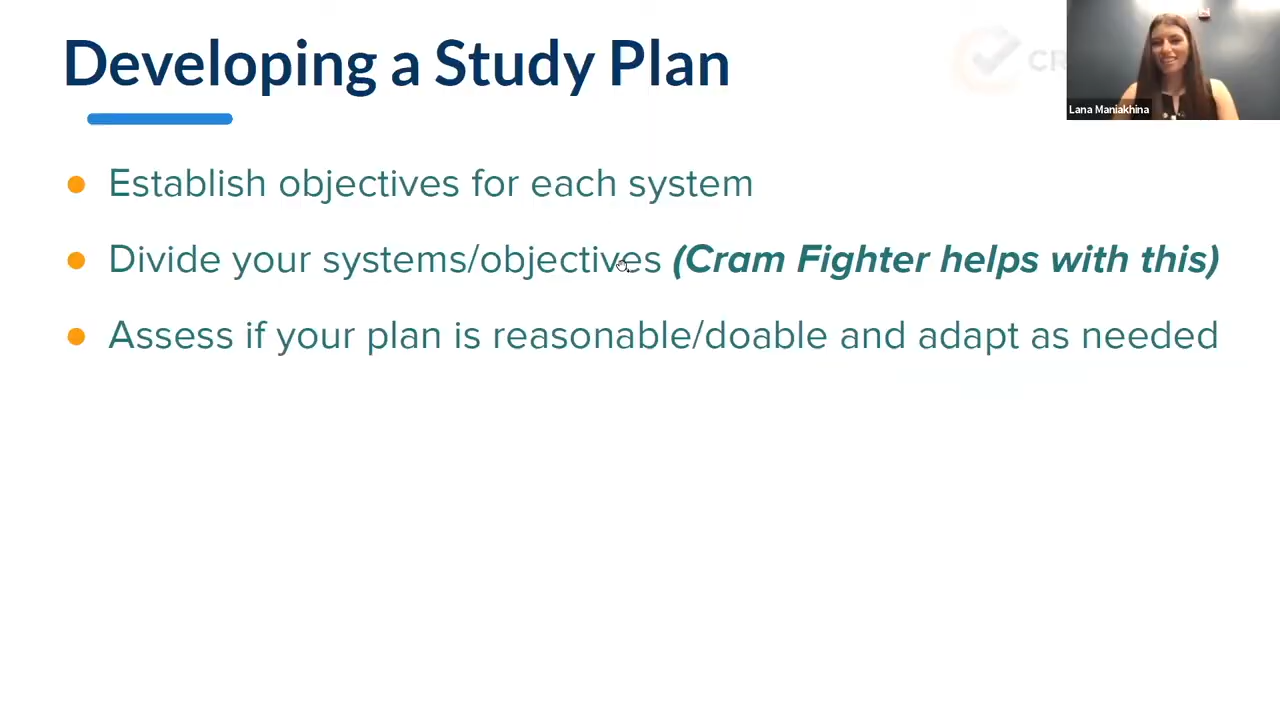 Developing a Study Plan
CR
Lana Maniakhina
● Establish objectives for each system
● Divide your systems/objectives (Cram Fighter helps with this)
● Assess if your plan is reasonable/doable and adapt as needed